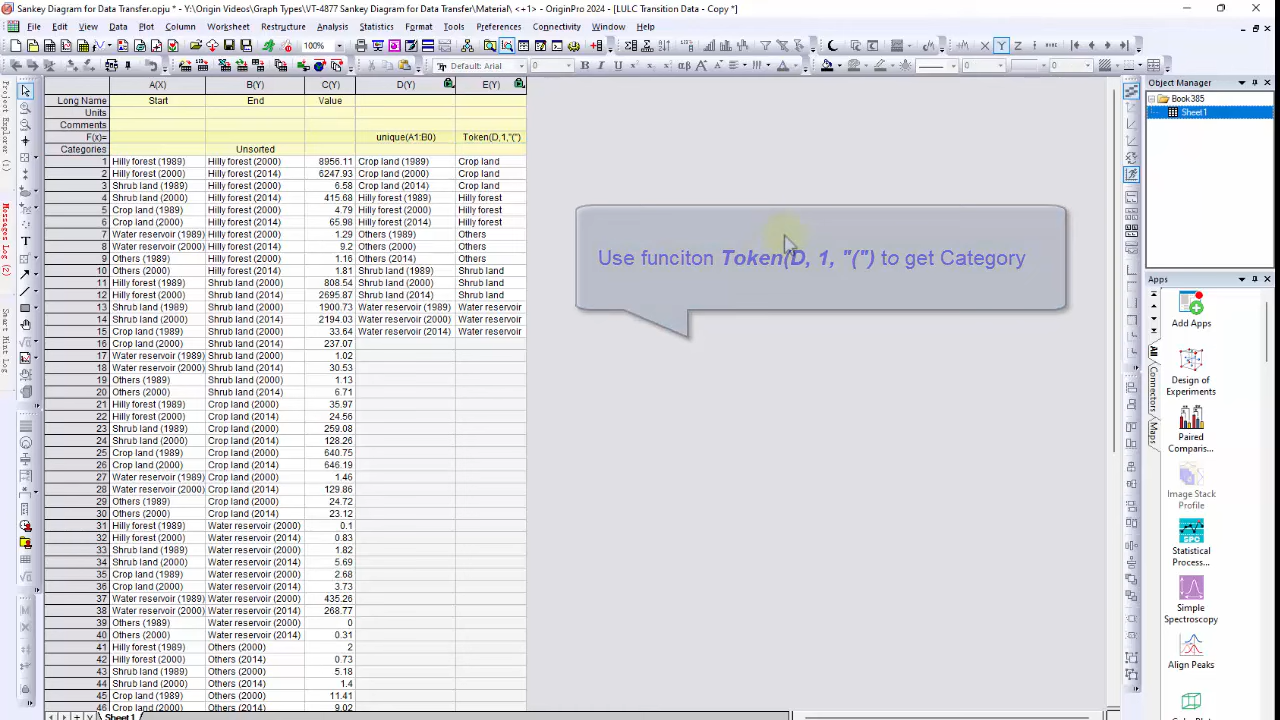 Sankey Diagram for Data Transfer.opju * - Y:\Origin Videos\Graph Types\VT-4877 Sankey Diagram for Data Transfer\Material\ <+1> - OriginPro 2024 - [LULC Transition Data - Copy *]
File Edit View Data Plot Column Worksheet Restructure Analysis Statistics Format Tools Preferences Connectivity Window Help
100%
Default: Arial 0 B I U
X Y Z
0 0
A(X) B(Y) C(Y) D(Y) E(Y)
Long Name Start End Value
Units
Comments
F(x)= unique(A1:B0) Token(D,1,"(")
Categories Unsorted
1 Hilly forest (1989) Hilly forest (2000) 8956.11 Crop land (1989) Crop land
2 Hilly forest (2000) Hilly forest (2014) 6247.93 Crop land (2000) Crop land
3 Shrub land (1989) Hilly forest (2000) 6.58 Crop land (2014) Crop land
4 Shrub land (2000) Hilly forest (2014) 415.68 Hilly forest (1989) Hilly forest
5 Crop land (1989) Hilly forest (2000) 4.79 Hilly forest (2000) Hilly forest
6 Crop land (2000) Hilly forest (2014) 65.98 Hilly forest (2014) Hilly forest
7 Water reservoir (1989) Hilly forest (2000) 1.29 Others (1989) Others
8 Water reservoir (2000) Hilly forest (2014) 9.2 Others (2000) Others
9 Others (1989) Hilly forest (2000) 1.16 Others (2014) Others
10 Others (2000) Hilly forest (2014) 1.81 Shrub land (1989) Shrub land
11 Hilly forest (1989) Shrub land (2000) 808.54 Shrub land (2000) Shrub land
12 Hilly forest (2000) Shrub land (2014) 2695.87 Shrub land (2014) Shrub land
13 Shrub land (1989) Shrub land (2000) 1900.73 Water reservoir (1989) Water reservoir
14 Shrub land (2000) Shrub land (2014) 2194.03 Water reservoir (2000) Water reservoir
15 Crop land (1989) Shrub land (2000) 33.64 Water reservoir (2014) Water reservoir
16 Crop land (2000) Shrub land (2014) 237.07
17 Water reservoir (1989) Shrub land (2000) 1.02
18 Water reservoir (2000) Shrub land (2014) 30.53
19 Others (1989) Shrub land (2000) 1.13
20 Others (2000) Shrub land (2014) 6.71
21 Hilly forest (1989) Crop land (2000) 35.97
22 Hilly forest (2000) Crop land (2014) 24.56
23 Shrub land (1989) Crop land (2000) 259.08
24 Shrub land (2000) Crop land (2014) 128.26
25 Crop land (1989) Crop land (2000) 640.75
26 Crop land (2000) Crop land (2014) 646.19
27 Water reservoir (1989) Crop land (2000) 1.46
28 Water reservoir (2000) Crop land (2014) 129.86
29 Others (1989) Crop land (2000) 24.72
30 Others (2000) Crop land (2014) 23.12
31 Hilly forest (1989) Water reservoir (2000) 0.1
32 Hilly forest (2000) Water reservoir (2014) 0.83
33 Shrub land (1989) Water reservoir (2000) 1.82
34 Shrub land (2000) Water reservoir (2014) 5.69
35 Crop land (1989) Water reservoir (2000) 2.68
36 Crop land (2000) Water reservoir (2014) 3.73
37 Water reservoir (1989) Water reservoir (2000) 435.26
38 Water reservoir (2000) Water reservoir (2014) 268.77
39 Others (1989) Water reservoir (2000) 0
40 Others (2000) Water reservoir (2014) 0.31
41 Hilly forest (1989) Others (2000) 2
42 Hilly forest (2000) Others (2014) 0.73
43 Shrub land (1989) Others (2000) 5.18
44 Shrub land (2000) Others (2014) 1.4
45 Crop land (1989) Others (2000) 11.41
46 Crop land (2000) Others (2014) 9.02
Sheet1
Use funciton Token(D, 1, "(") to get Category
Project Explorer (1)
Messages Log (2)
Smart Hint Log
Object Manager
Book385
Sheet1
Apps
All
Connectors
Maps
Add Apps
Design of
Experiments
Paired
Comparis...
Image Stack
Profile
SPC
Statistical
Process...
Simple
Spectroscopy
Align Peaks